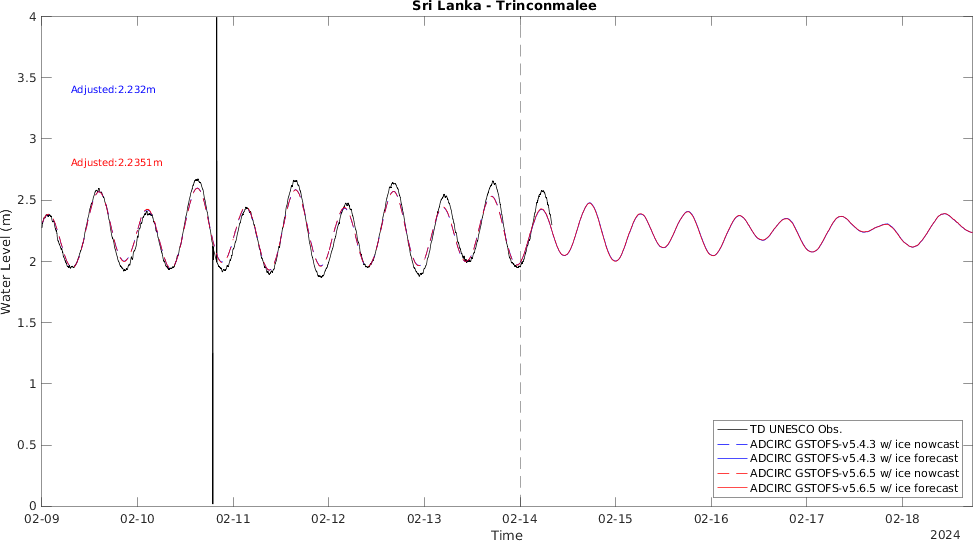 Sri Lanka - Trinconmalee
4
3.5
3
2.5
2
1.5
1
0.5
0
Water Level (m)
Adjusted:2.232m
Adjusted:2.2351m
TD UNESCO Obs.
ADCIRC GSTOFS-v5.4.3 w/ ice nowcast
ADCIRC GSTOFS-v5.4.3 w/ ice forecast
ADCIRC GSTOFS-v5.6.5 w/ ice nowcast
ADCIRC GSTOFS-v5.6.5 w/ ice forecast
02-09 02-10 02-11 02-12 02-13 02-14 02-15 02-16 02-17 02-18
Time
2024